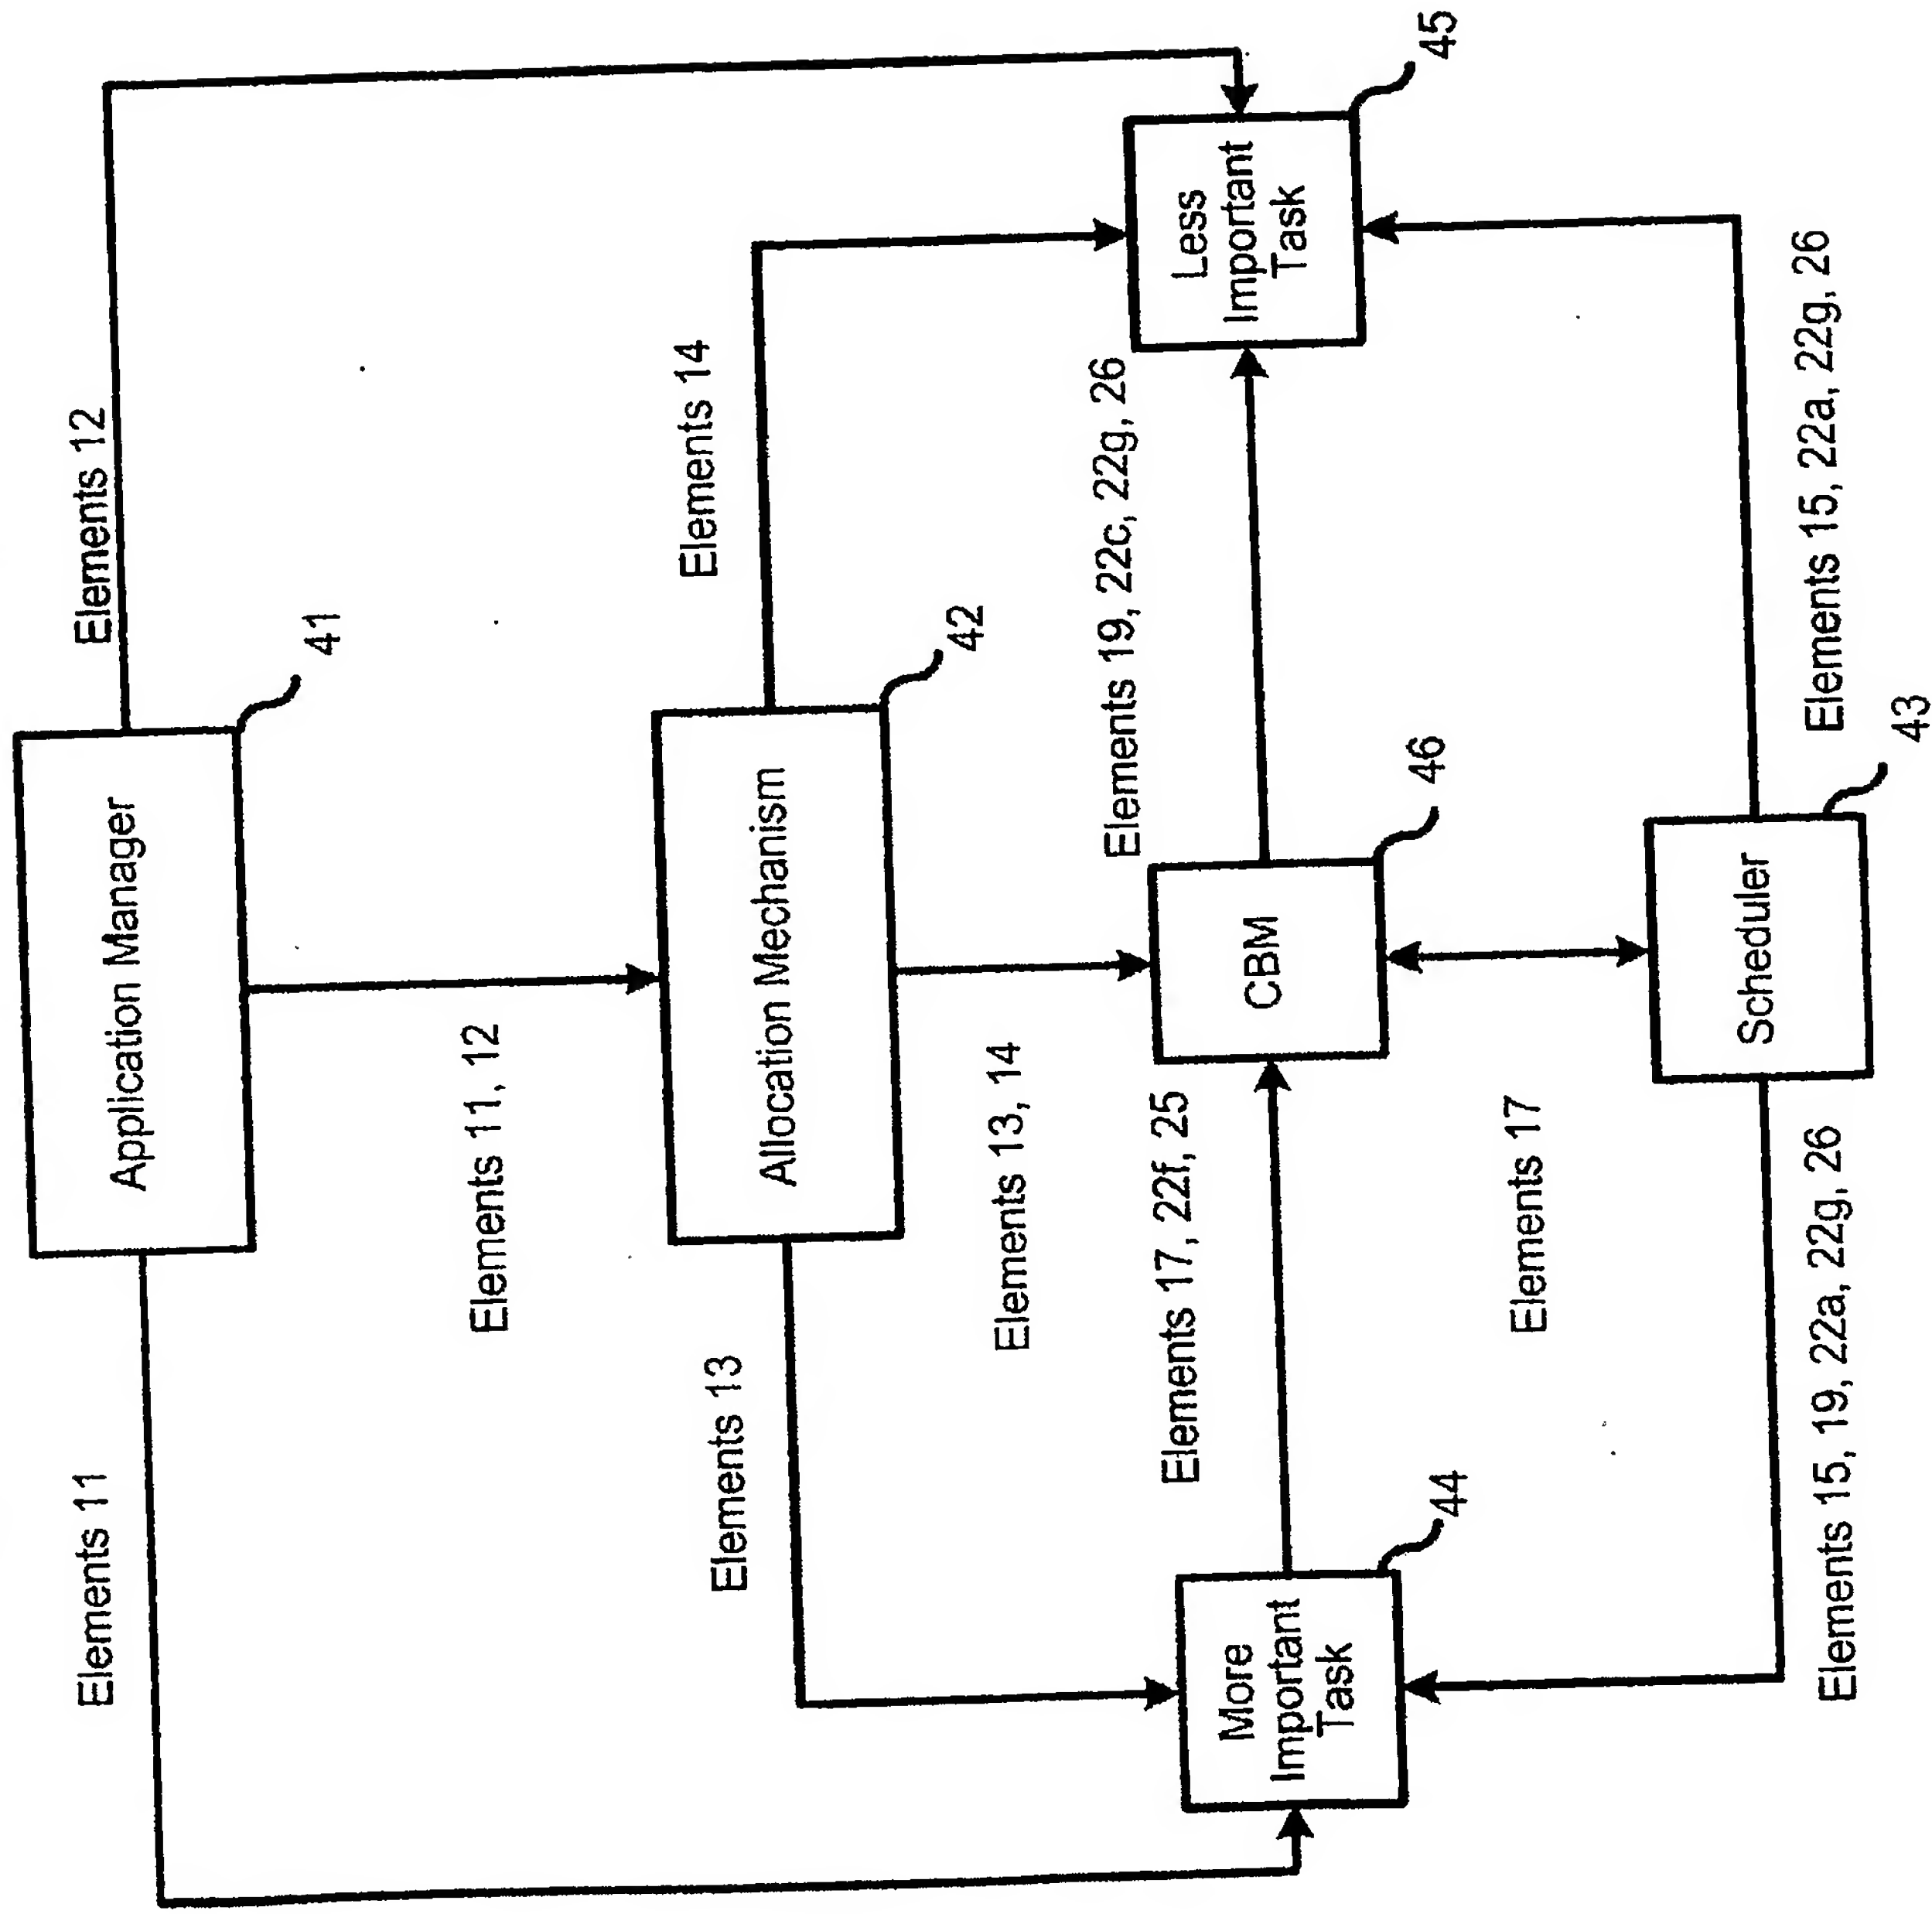 Application Manager
41
Elements 11
Elements 12
Elements 11, 12
Allocation Mechanism
42
Elements 13
Elements 14
Elements 13, 14
More
Important
Task
44
Elements 17, 22f, 25
CBM
46
Elements 19, 22c, 22g, 26
Less
Important
Task
45
Elements 17
Scheduler
43
Elements 15, 19, 22a, 22g, 26
Elements 15, 22a, 22g, 26